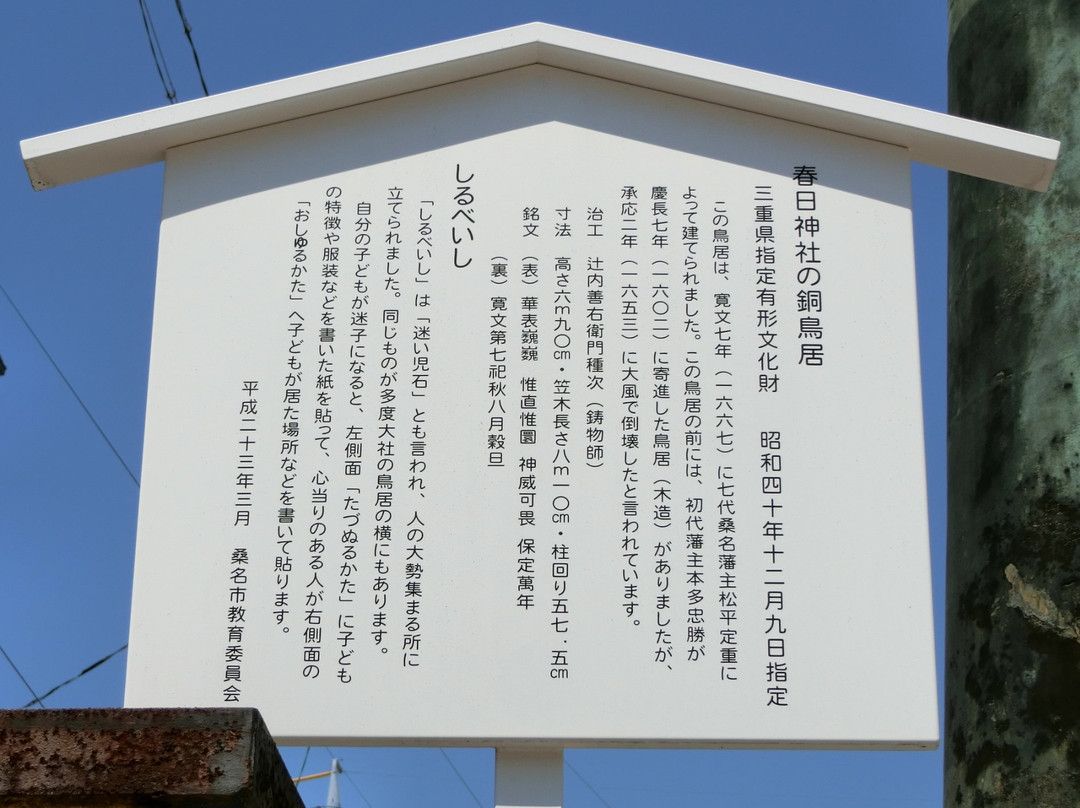 春日神社の銅鳥居
三重県指定有形文化財　昭和四十年十二月九日指定
この鳥居は、寛文七年（一六六七）に七代桑名藩主松平定重に
よって建てられました。この鳥居の前には、初代藩主本多忠勝が
慶長七年（一六〇二）に寄進した鳥居（木造）がありましたが、
承応二年（一六五三）に大風で倒壊したと言われています。
治工　辻内善右衛門種次（鋳物師）
寸法　高さ六ｍ九〇㎝・笠木長さ八ｍ一〇㎝・柱回り五七．五㎝
銘文　（表）華表巍巍　惟直惟圜　神威可畏　保定萬年
（裏）寛文第七祀秋八月穀旦
しるべいし
「しるべいし」は「迷い児石」とも言われ、人の大勢集まる所に
立てられました。同じものが多度大社の鳥居の横にもあります。
自分の子どもが迷子になると、左側面「たづぬるかた」に子ども
の特徴や服装などを書いた紙を貼って、心当りのある人が右側面の
「おしゆるかた」へ子どもが居た場所などを書いて貼ります。
平成二十三年三月　桑名市教育委員会